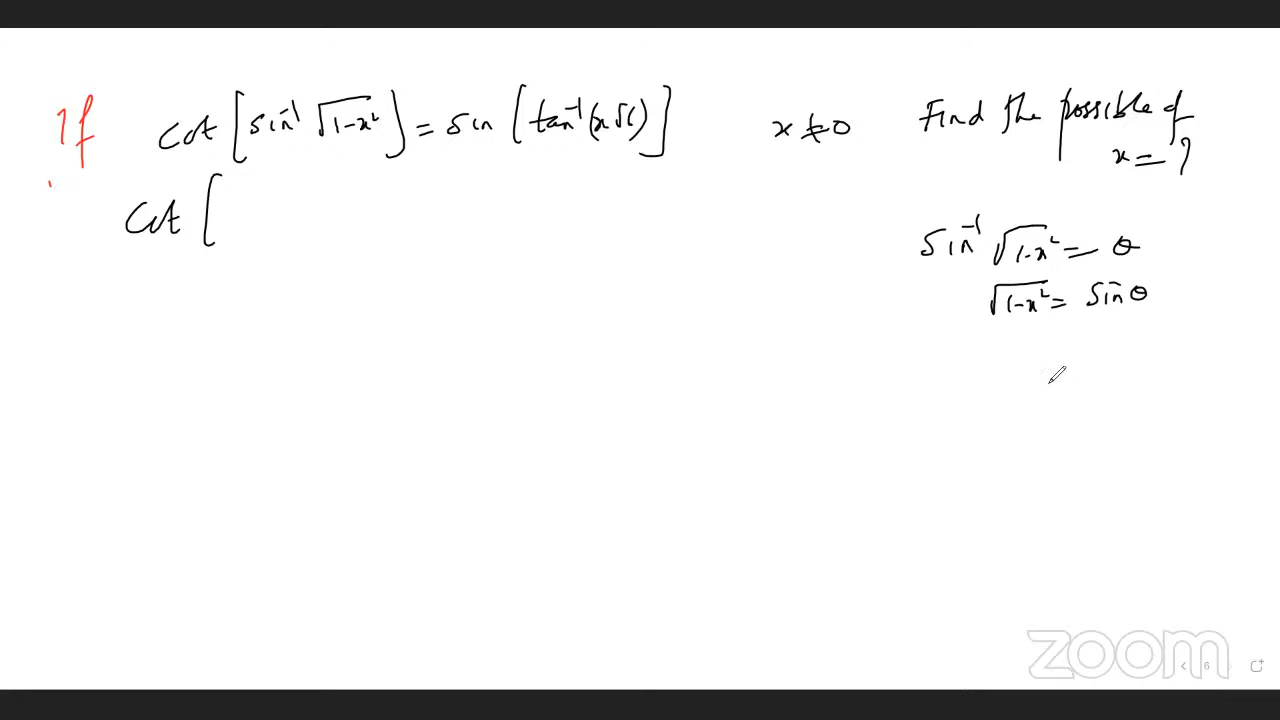 If cot [sin⁻¹ √1-x²] = sin [tan⁻¹(x√6)] x ≠ 0 Find the possible of
x = ?
cot [
sin⁻¹ √1-x² = θ
√1-x² = sin θ
zoom
6